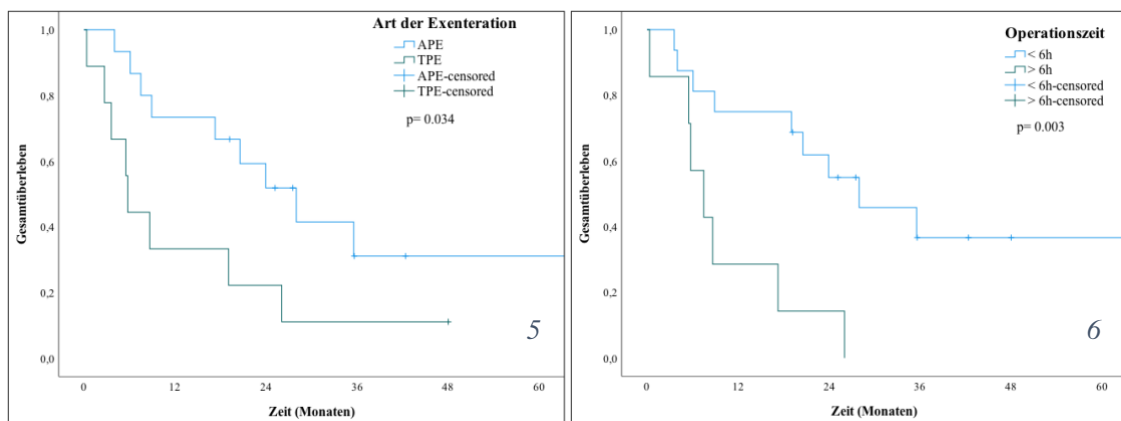 Art der Exenteration
APE
TPE
APE-censored
TPE-censored
p= 0.034
Gesamtüberleben
1,0
0,8
0,6
0,4
0,2
0,0
0 12 24 36 48 60
Zeit (Monaten)
5
Operationszeit
< 6h
> 6h
< 6h-censored
> 6h-censored
p= 0.003
Gesamtüberleben
1,0
0,8
0,6
0,4
0,2
0,0
0 12 24 36 48 60
Zeit (Monaten)
6